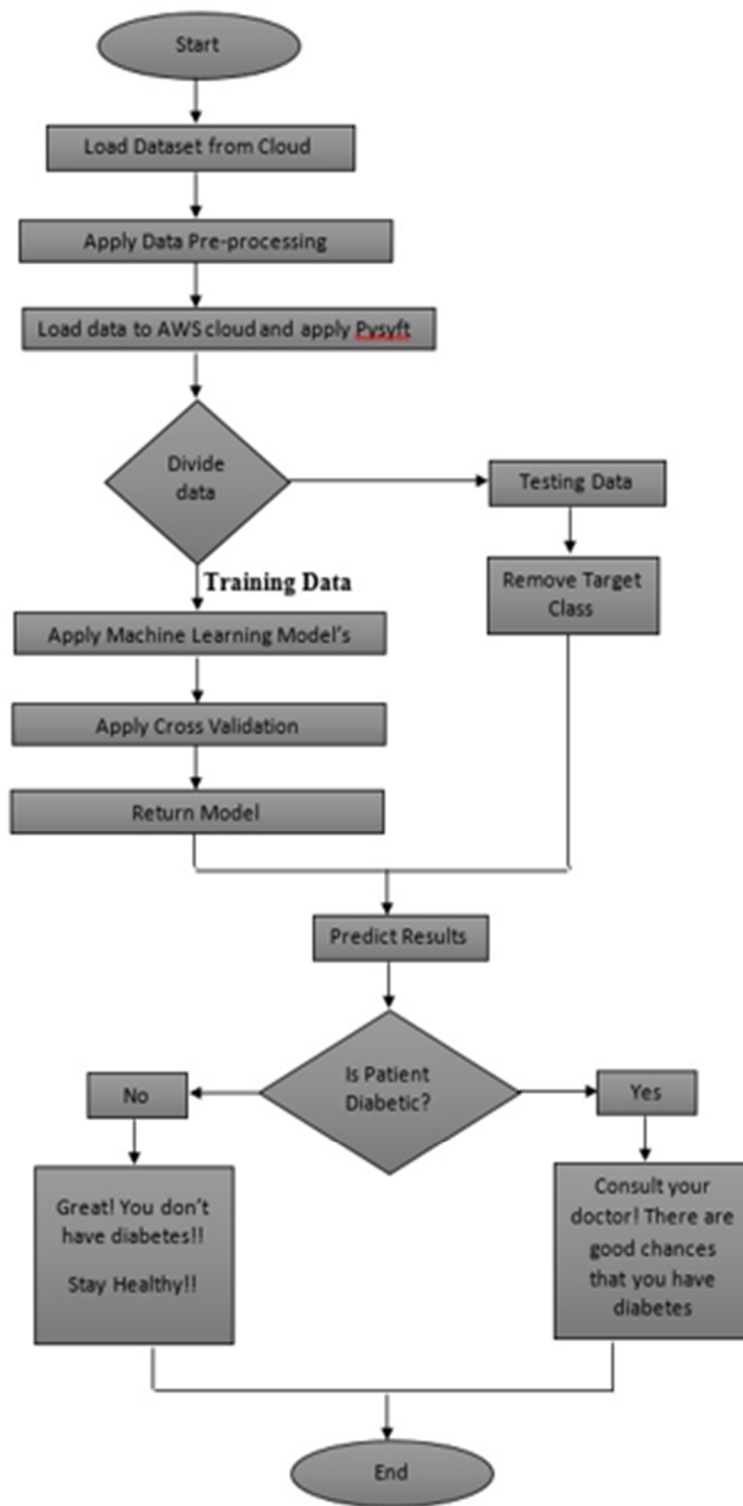 Start
Load Dataset from Cloud
Apply Data Pre-processing
Load data to AWS cloud and apply Pysyft
Divide
data
Testing Data
Remove Target
Class
Training Data
Apply Machine Learning Model's
Apply Cross Validation
Return Model
Predict Results
Is Patient
Diabetic?
No
Yes
Great! You don't
have diabetes!!
Stay Healthy!!
Consult your
doctor! There are
good chances
that you have
diabetes
End